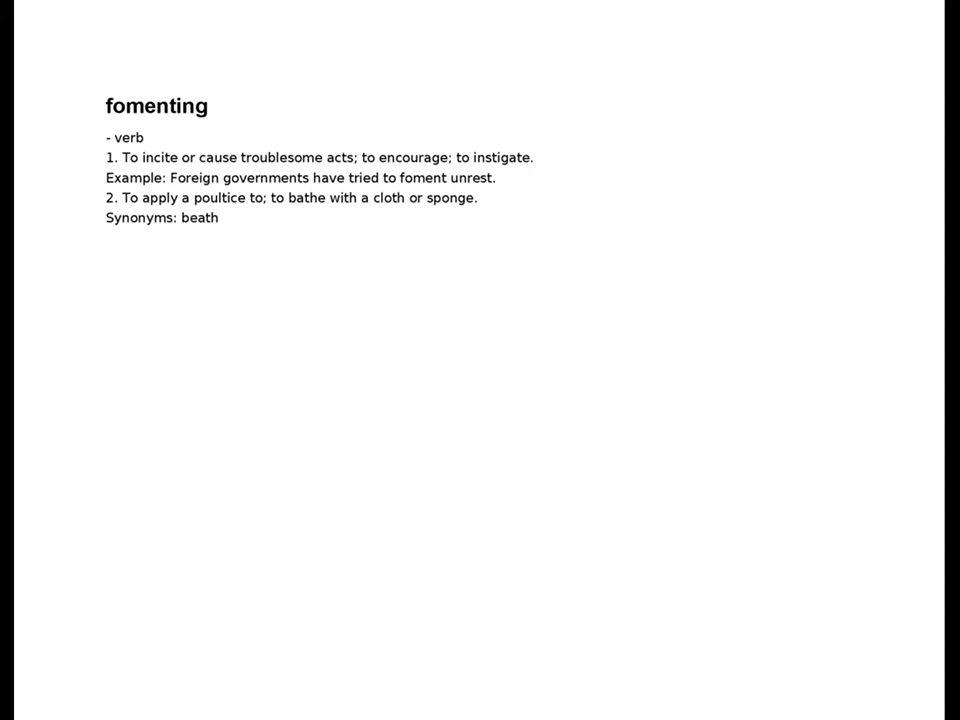 fomenting
- verb
1. To incite or cause troublesome acts; to encourage; to instigate.
Example: Foreign governments have tried to foment unrest.
2. To apply a poultice to; to bathe with a cloth or sponge.
Synonyms: beath